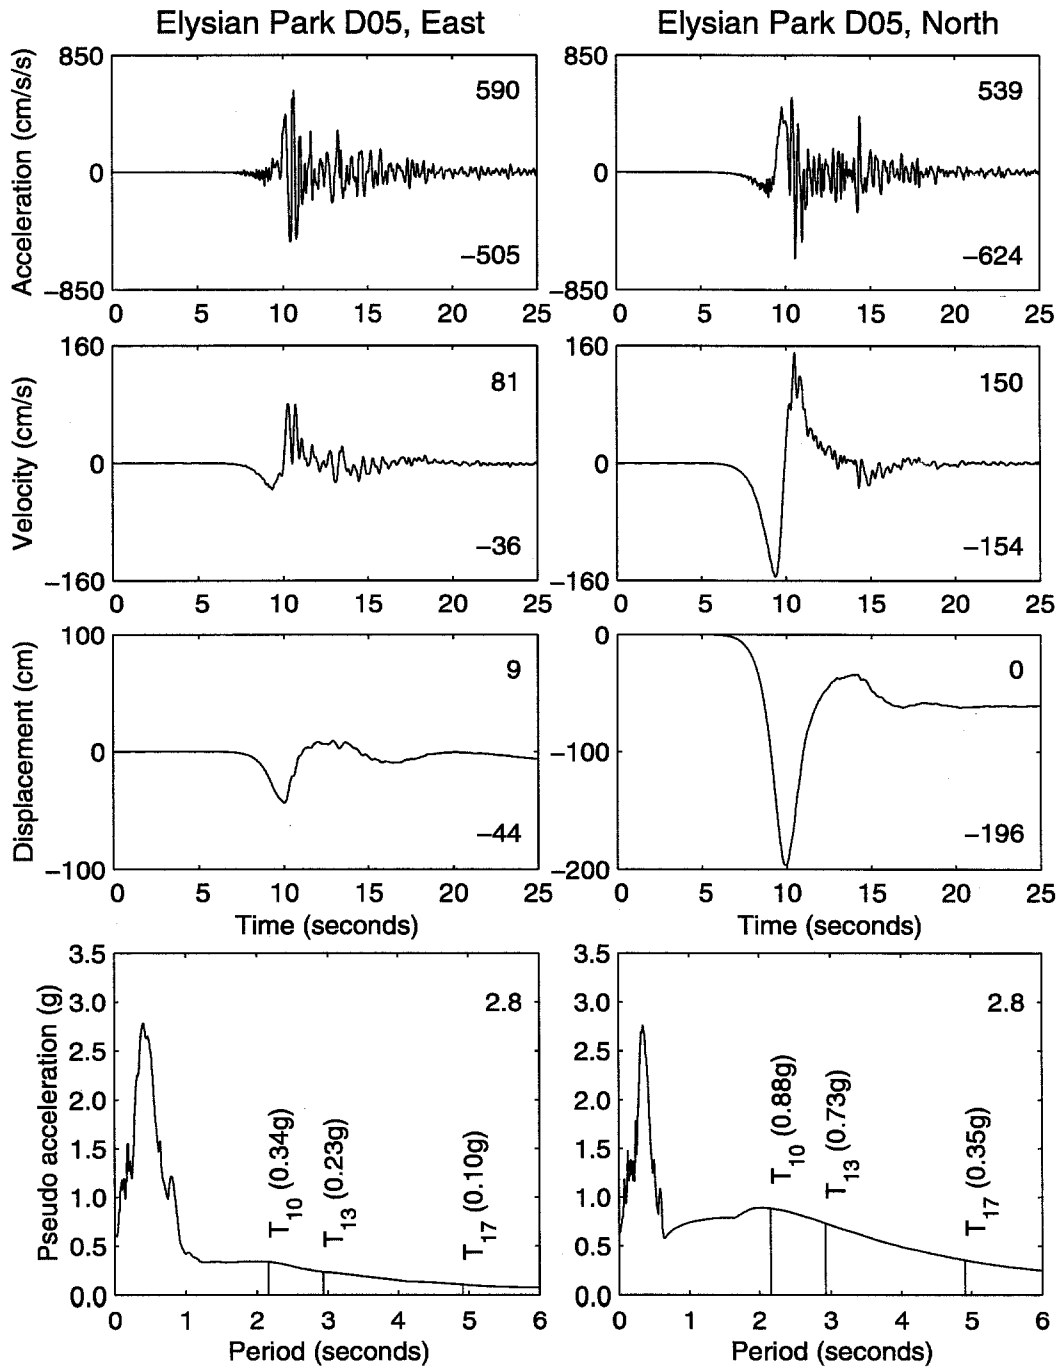 Elysian Park D05, East
Elysian Park D05, North
Acceleration (cm/s/s)
850
0
−850
590
−505
0 5 10 15 20 25
850
0
−850
539
−624
0 5 10 15 20 25
Velocity (cm/s)
160
0
−160
81
−36
0 5 10 15 20 25
160
0
−160
150
−154
0 5 10 15 20 25
Displacement (cm)
100
0
−100
9
−44
0 5 10 15 20 25
Time (seconds)
0
−100
−200
0
−196
0 5 10 15 20 25
Time (seconds)
Pseudo acceleration (g)
3.5
3.0
2.5
2.0
1.5
1.0
0.5
0.0
2.8
T10 (0.34g)
T13 (0.23g)
T17 (0.10g)
0 1 2 3 4 5 6
Period (seconds)
3.5
3.0
2.5
2.0
1.5
1.0
0.5
0.0
2.8
T10 (0.88g)
T13 (0.73g)
T17 (0.35g)
0 1 2 3 4 5 6
Period (seconds)